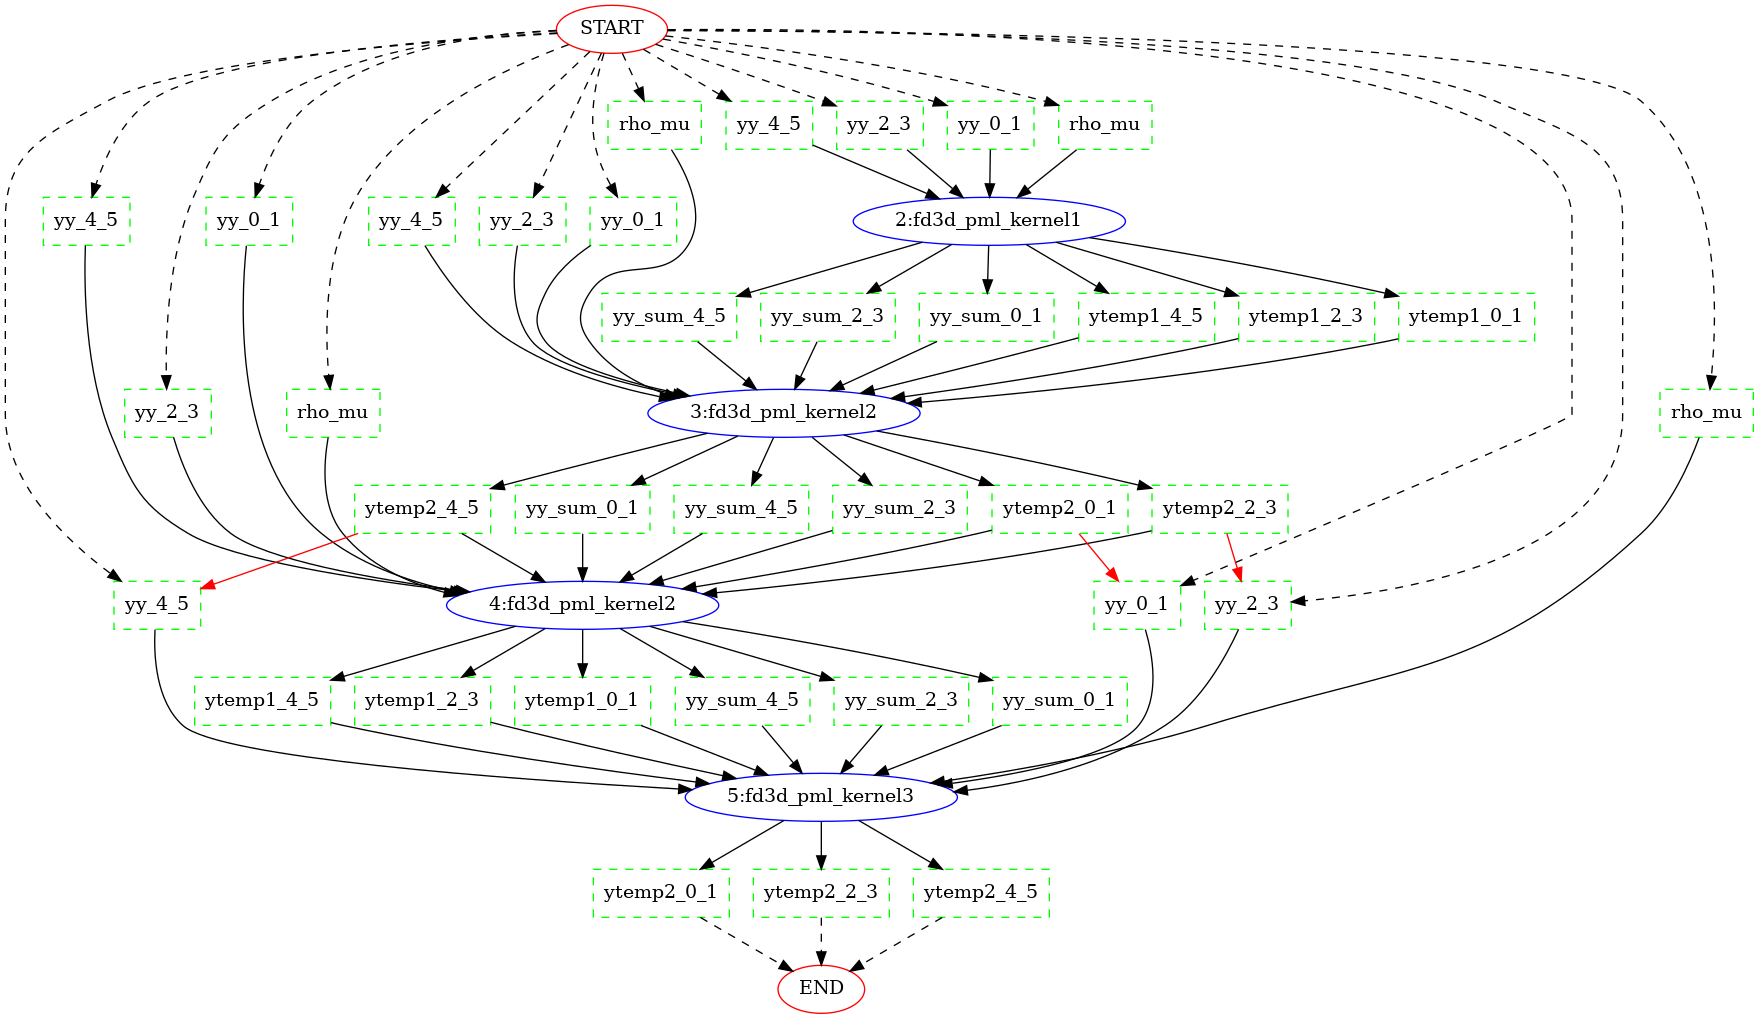 START
rho_mu
yy_4_5
yy_2_3
yy_0_1
rho_mu
yy_4_5
yy_0_1
yy_4_5
yy_2_3
yy_0_1
2:fd3d_pml_kernel1
yy_sum_4_5
yy_sum_2_3
yy_sum_0_1
ytemp1_4_5
ytemp1_2_3
ytemp1_0_1
yy_2_3
rho_mu
3:fd3d_pml_kernel2
rho_mu
ytemp2_4_5
yy_sum_0_1
yy_sum_4_5
yy_sum_2_3
ytemp2_0_1
ytemp2_2_3
yy_4_5
4:fd3d_pml_kernel2
yy_0_1
yy_2_3
ytemp1_4_5
ytemp1_2_3
ytemp1_0_1
yy_sum_4_5
yy_sum_2_3
yy_sum_0_1
5:fd3d_pml_kernel3
ytemp2_0_1
ytemp2_2_3
ytemp2_4_5
END